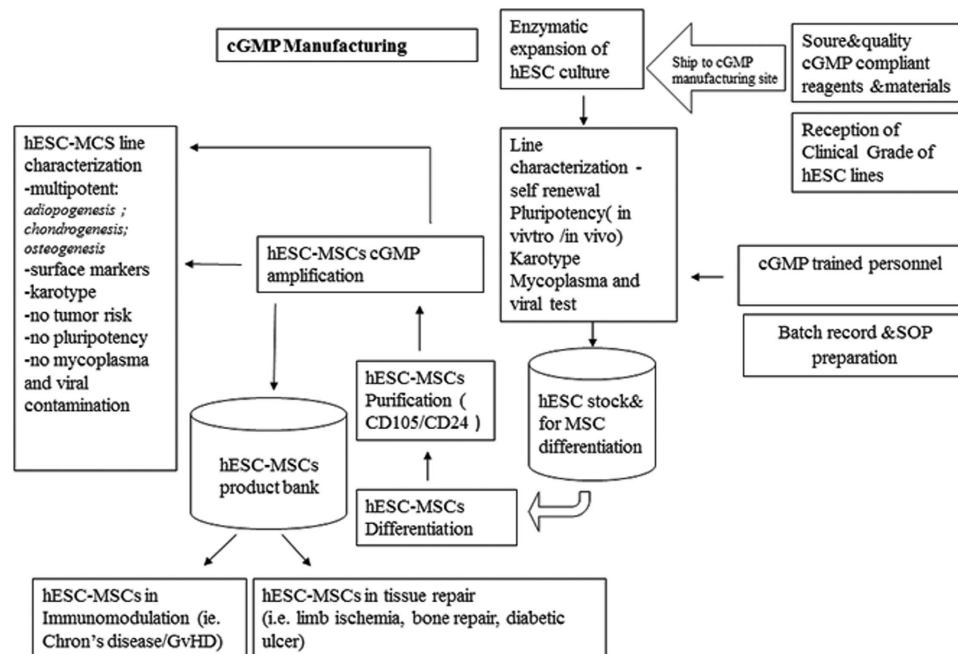 cGMP Manufacturing
Enzymatic
expansion of
hESC culture
Ship to cGMP
manufacturing site
Soure&quality
cGMP compliant
reagents &materials
Reception of
Clinical Grade of
hESC lines
hESC-MCS line
characterization
-multipotent:
adiopogenesis ;
chondrogenesis;
osteogenesis
-surface markers
-karotype
-no tumor risk
-no pluripotency
-no mycoplasma
and viral
contamination
Line
characterization -
self renewal
Pluripotency( in
vivtro /in vivo)
Karotype
Mycoplasma and
viral test
hESC-MSCs cGMP
amplification
cGMP trained personnel
Batch record &SOP
preparation
hESC-MSCs
Purification (
CD105/CD24 )
hESC stock&
for MSC
differentiation
hESC-MSCs
product bank
hESC-MSCs
Differentiation
hESC-MSCs in
Immunomodulation (ie.
Chron's disease/GvHD)
hESC-MSCs in tissue repair
(i.e. limb ischemia, bone repair, diabetic
ulcer)